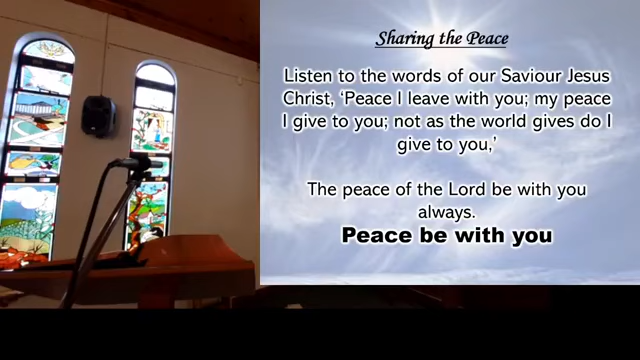 Sharing the Peace
Listen to the words of our Saviour Jesus
Christ, ‘Peace I leave with you; my peace
I give to you; not as the world gives do I
give to you,’
The peace of the Lord be with you
always.
Peace be with you